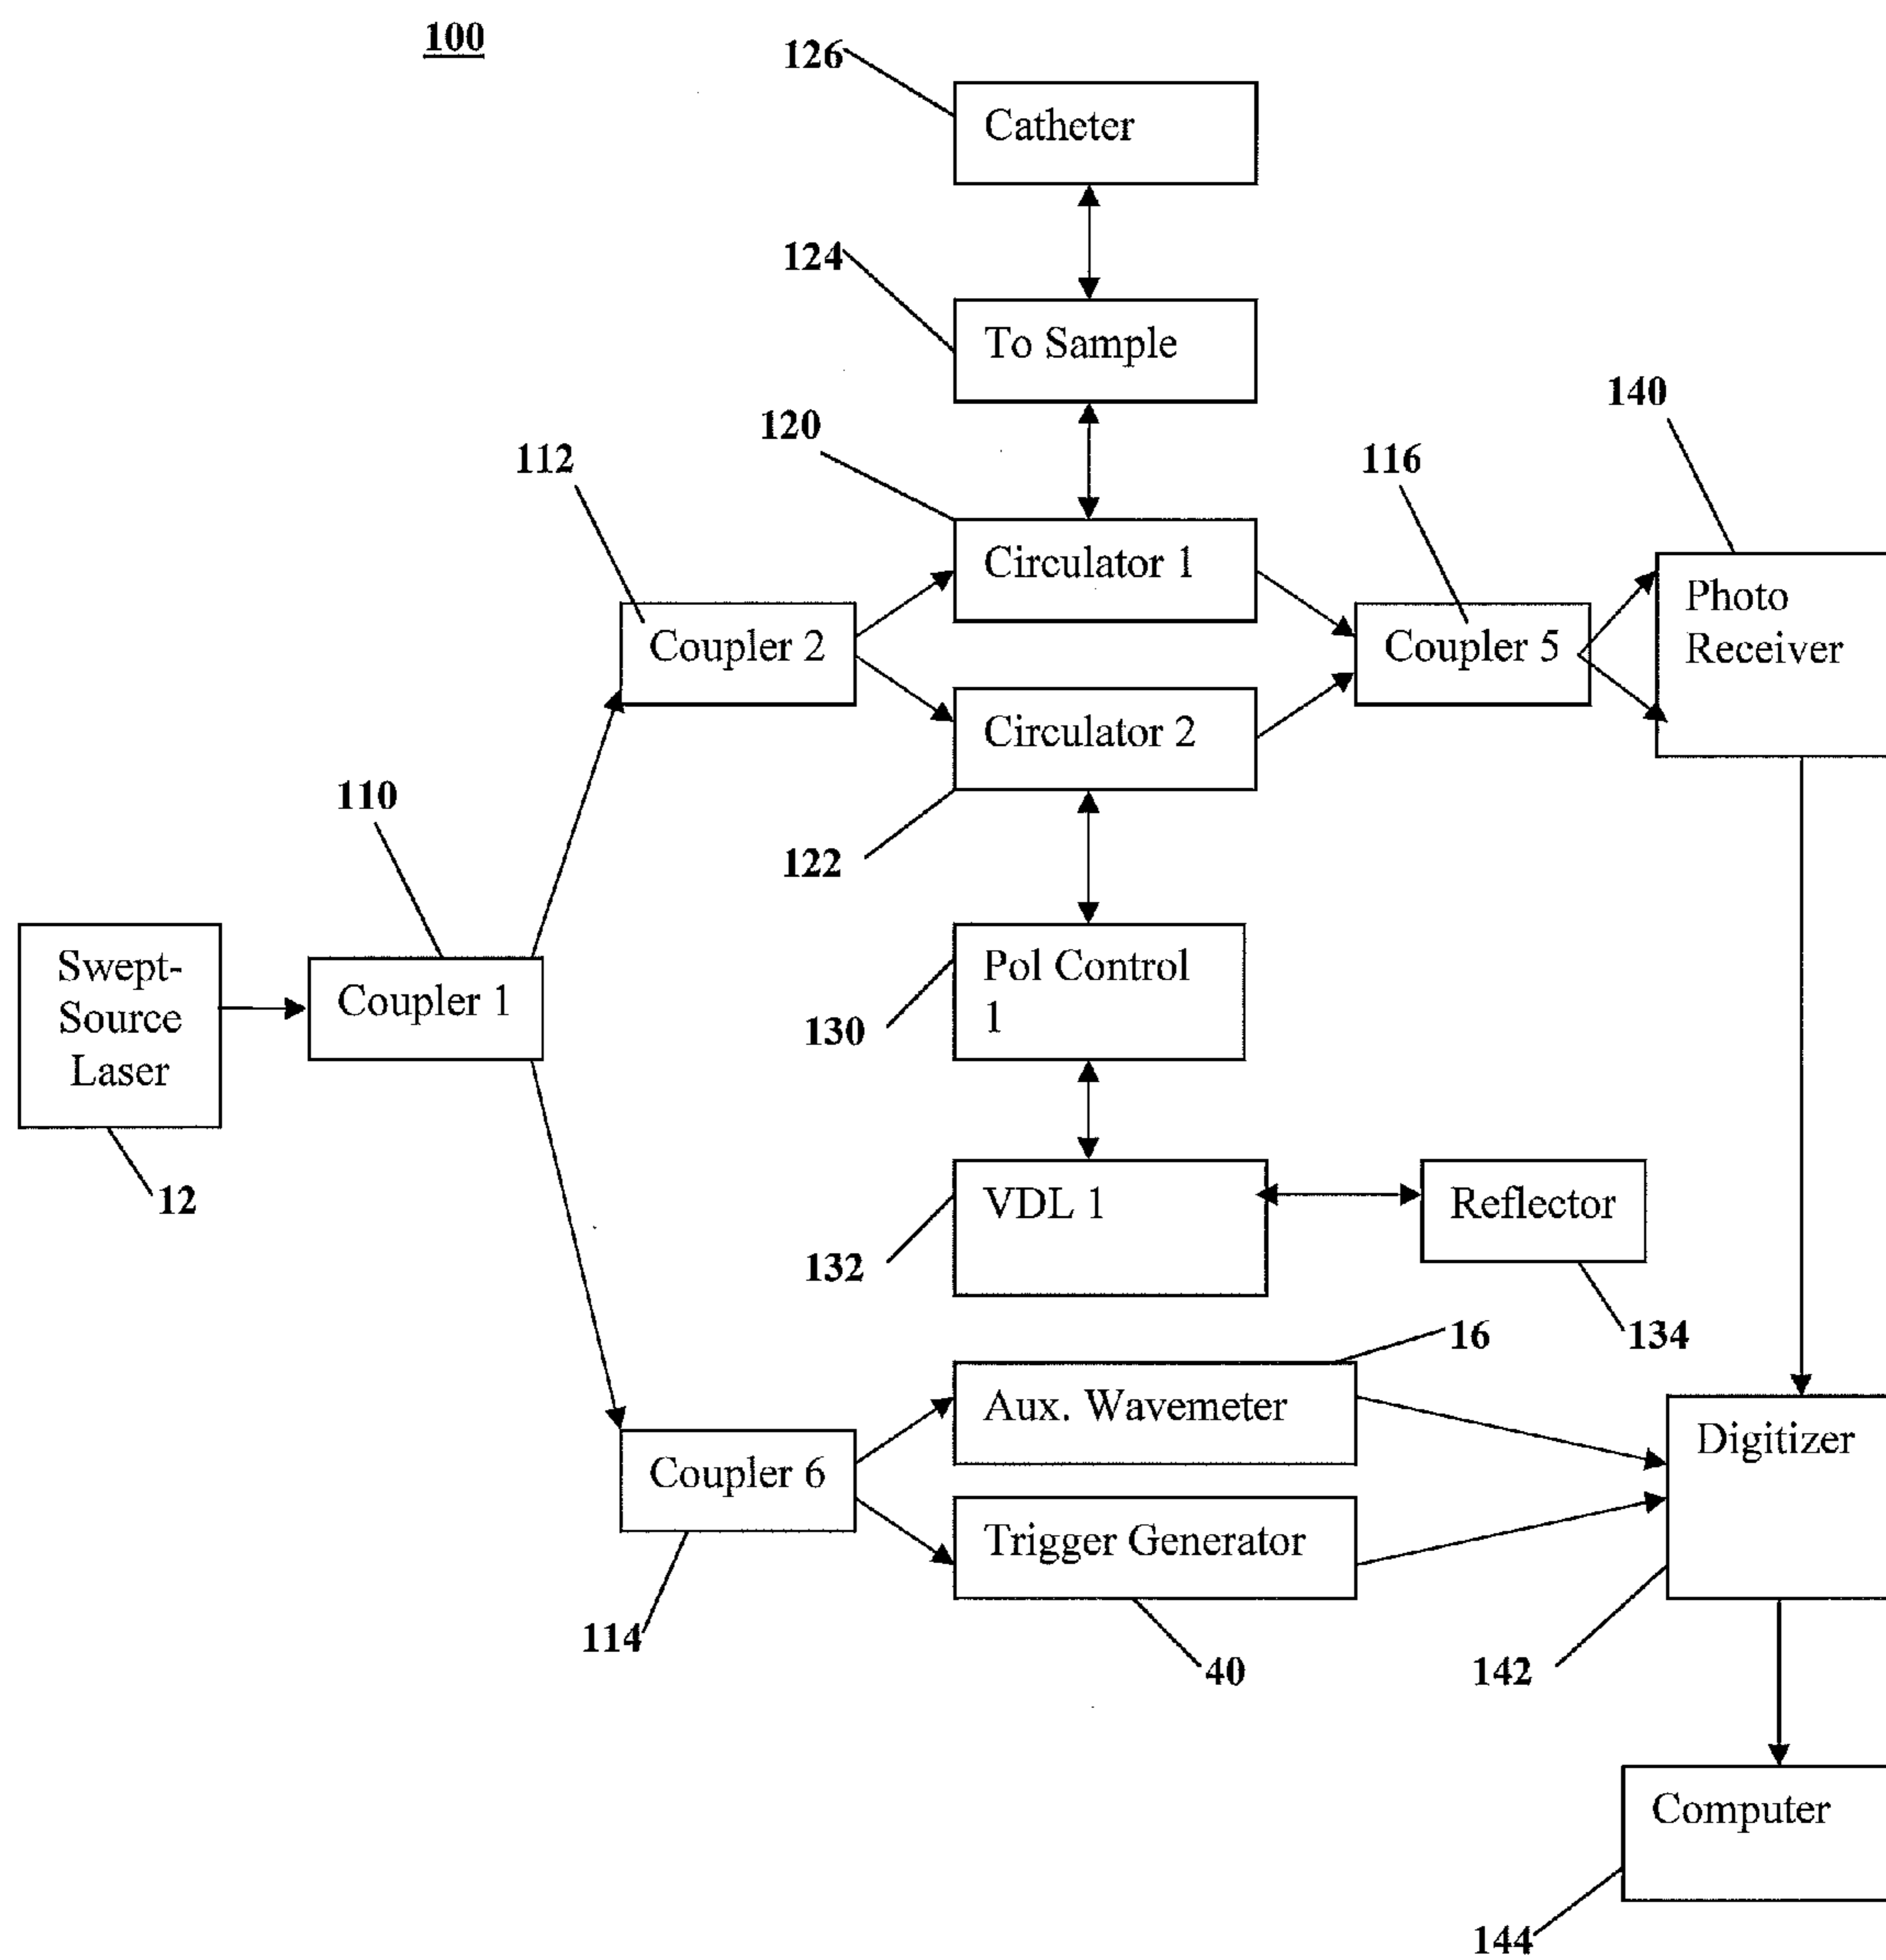 100
126
Catheter
124
To Sample
120
140
112
116
Circulator 1
Photo
Receiver
Coupler 2
Coupler 5
Circulator 2
110
122
Swept-
Source
Laser
Coupler 1
Pol Control
1
130
12
VDL 1
Reflector
132
134
16
Aux. Wavemeter
Digitizer
Coupler 6
Trigger Generator
114
40
142
Computer
144